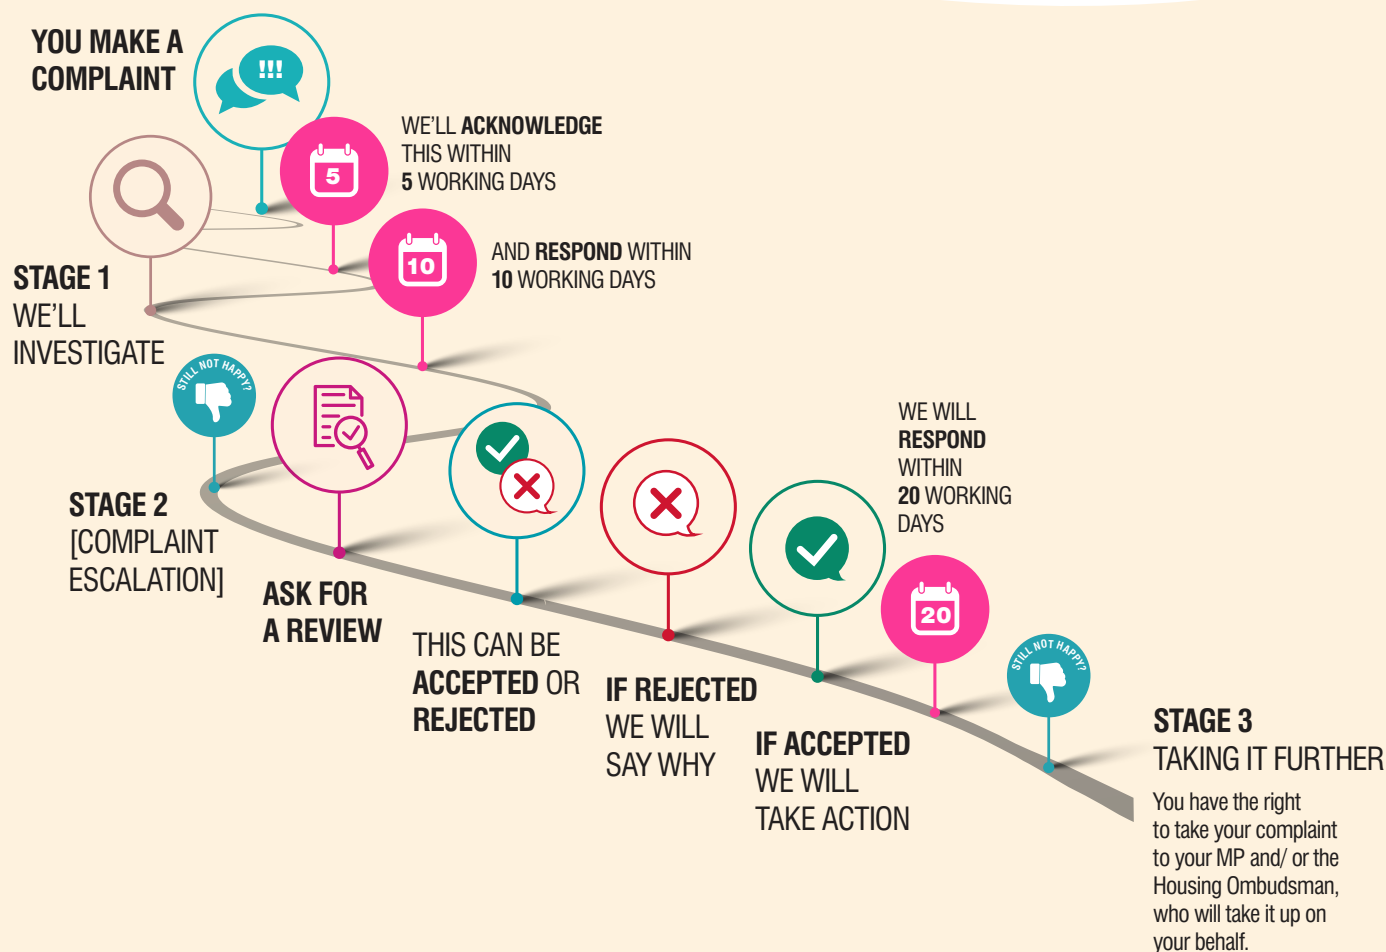 YOU MAKE A
COMPLAINT
!!!
WE'LL ACKNOWLEDGE
THIS WITHIN
5 WORKING DAYS
5
AND RESPOND WITHIN
10 WORKING DAYS
10
STAGE 1
WE'LL
INVESTIGATE
STILL NOT HAPPY?
STAGE 2
[COMPLAINT
ESCALATION]
ASK FOR
A REVIEW
THIS CAN BE
ACCEPTED OR
REJECTED
IF REJECTED
WE WILL
SAY WHY
IF ACCEPTED
WE WILL
TAKE ACTION
WE WILL
RESPOND
WITHIN
20 WORKING
DAYS
20
STILL NOT HAPPY?
STAGE 3
TAKING IT FURTHER
You have the right
to take your complaint
to your MP and/ or the
Housing Ombudsman,
who will take it up on
your behalf.